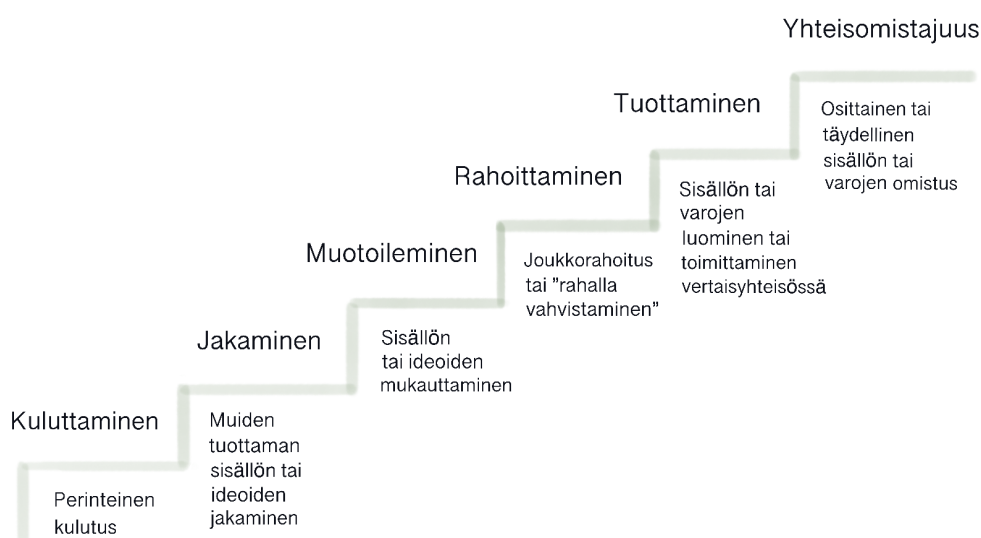 Yhteisomistajuus
Osittainen tai
täydellinen
sisällön tai
varojen omistus
Tuottaminen
Sisällön tai
varojen
luominen tai
toimittaminen
vertaisyhteisössä
Rahoittaminen
Joukkorahoitus
tai ”rahalla
vahvistaminen”
Muotoileminen
Sisällön
tai ideoiden
mukauttaminen
Jakaminen
Muiden
tuottaman
sisällön tai
ideoiden
jakaminen
Kuluttaminen
Perinteinen
kulutus